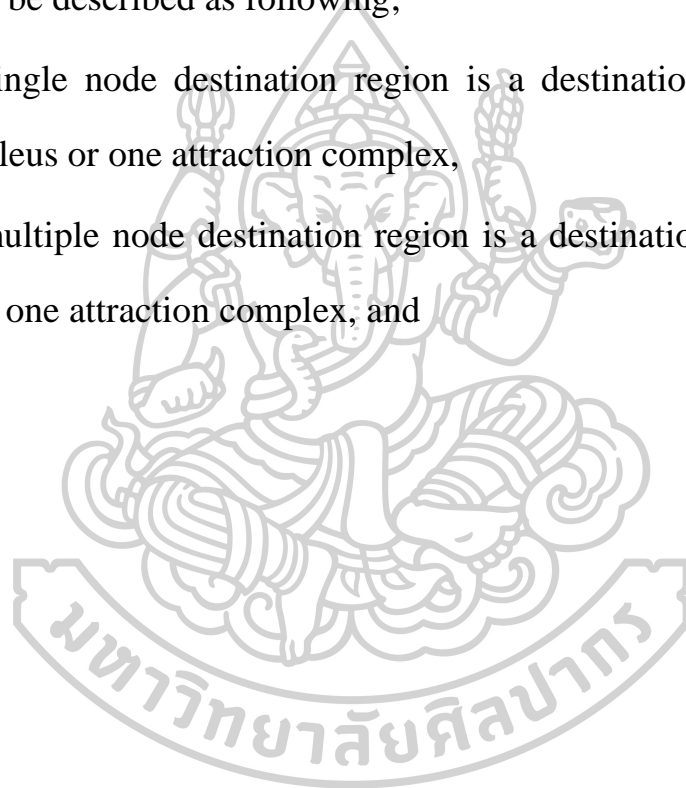 be described as following;
ingle node destination region is a destinatio
leus or one attraction complex,
nultiple node destination region is a destinatio
one attraction complex, and
มหาวิทยาลัยศิลปากร